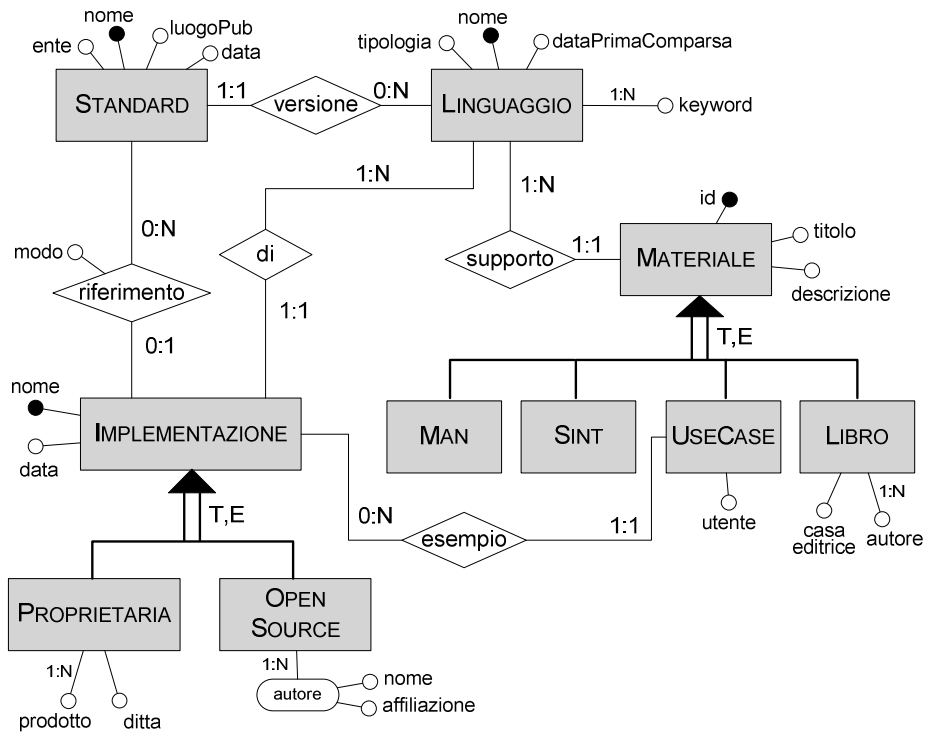 nome
ente
luogoPub
data
STANDARD
1:1
versione
0:N
nome
tipologia
dataPrimaComparsa
LINGUAGGIO
1:N
keyword
1:N
1:N
0:N
modo
riferimento
0:1
di
1:1
supporto
1:1
id
titolo
MATERIALE
descrizione
T,E
nome
data
IMPLEMENTAZIONE
MAN
SINT
USECASE
LIBRO
utente
casa
editrice
1:N
autore
0:N
esempio
1:1
T,E
PROPRIETARIA
OPEN
SOURCE
1:N
prodotto
ditta
1:N
autore
nome
affiliazione